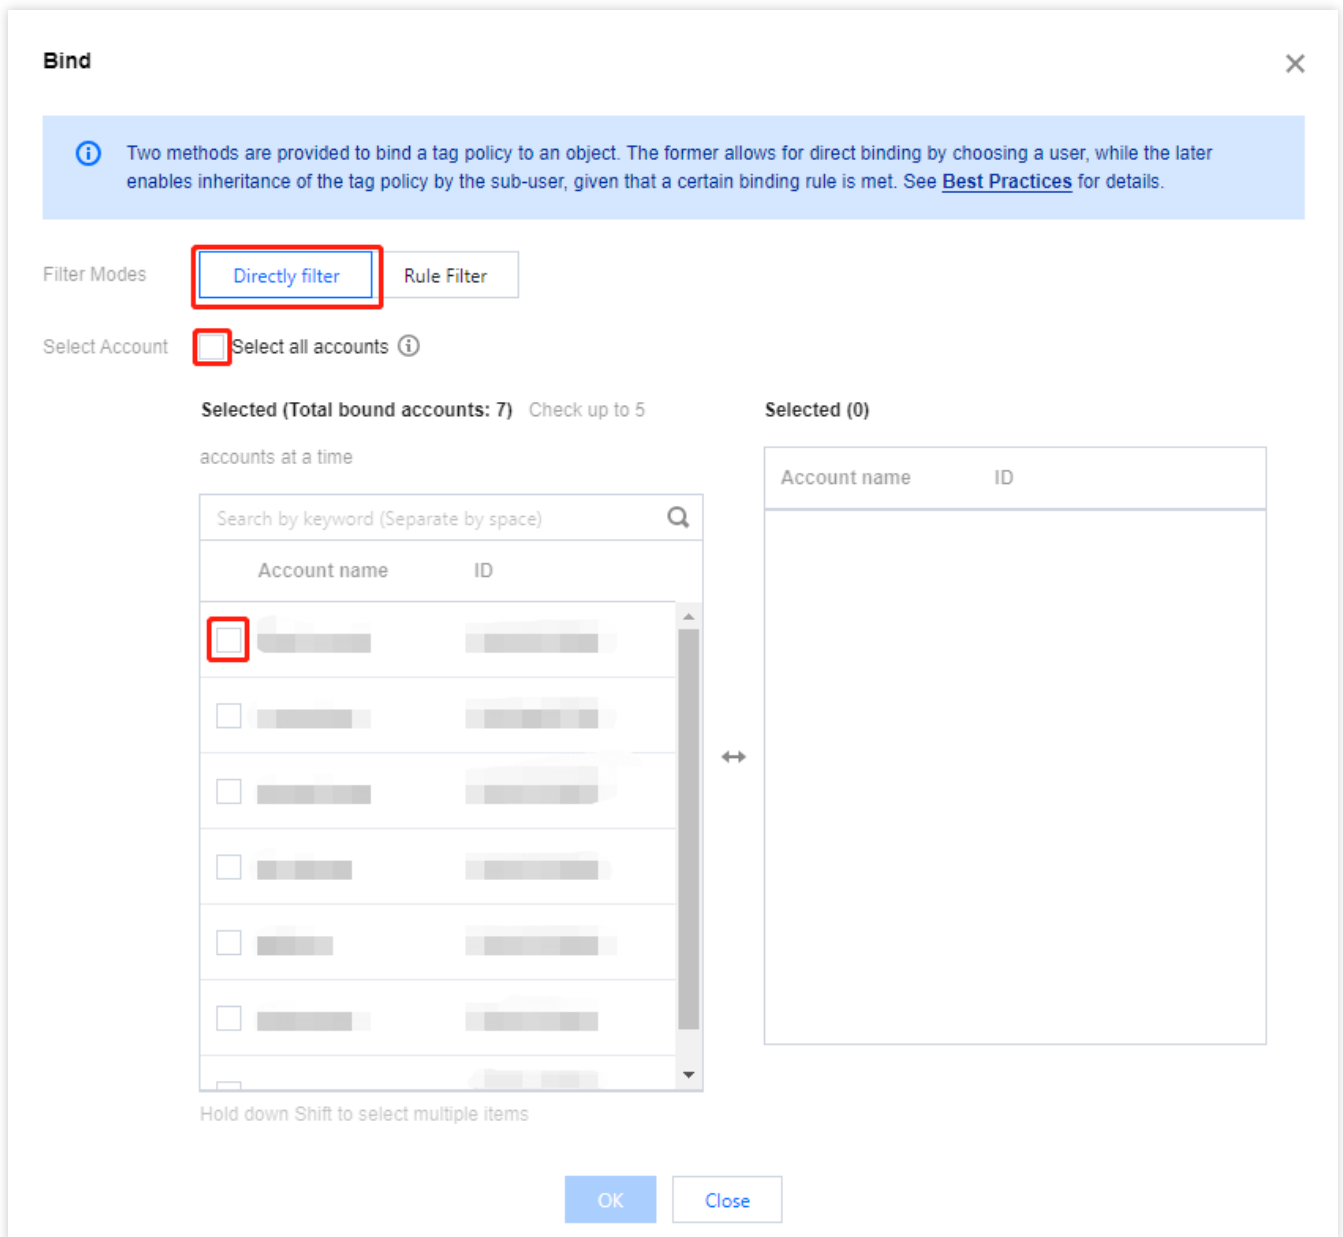 Bind
Two methods are provided to bind a tag policy to an object. The former allows for direct binding by choosing a user, while the later
enables inheritance of the tag policy by the sub-user, given that a certain binding rule is met. See Best Practices for details.
Filter Modes
Directly filter
Rule Filter
Select Account
Select all accounts
Selected (Total bound accounts: 7) Check up to 5
accounts at a time
Selected (0)
Account name ID
Search by keyword (Separate by space)
Account name ID
Hold down Shift to select multiple items
OK
Close